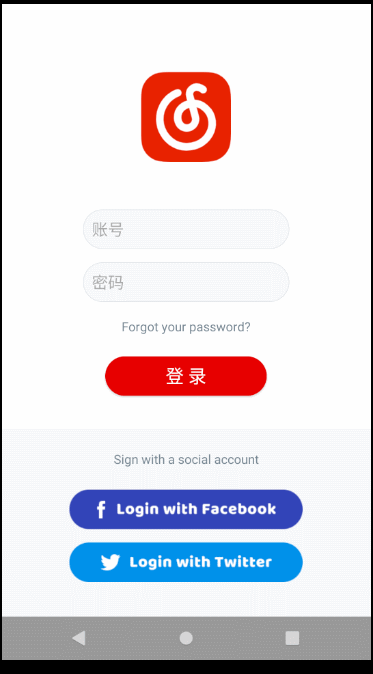 账号
密码
Forgot your password?
登 录
Sign with a social account
Login with Facebook
Login with Twitter